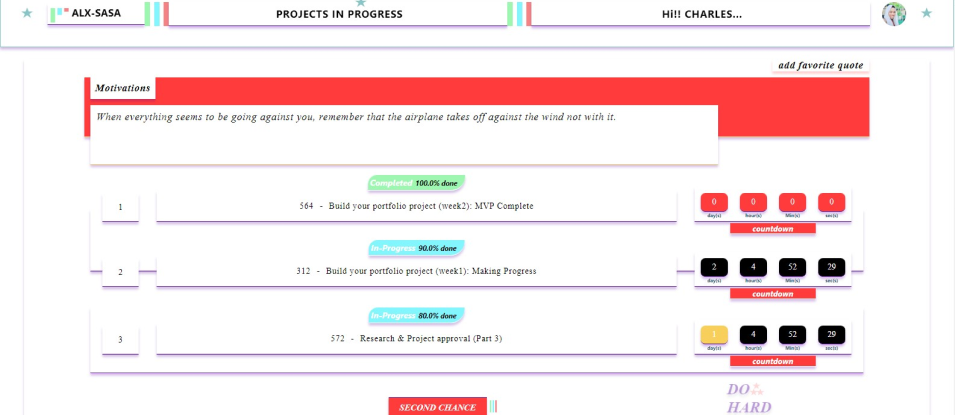 ALX-SASA
PROJECTS IN PROGRESS
Hi!! CHARLES...
add favorite quote
Motivations
When everything seems to be going against you, remember that the airplane takes off against the wind not with it.
Completed 100.0% done
1
564 - Build your portfolio project (week2): MVP Complete
0 0 0 0
day(s) hour(s) Min(s) sec(s)
countdown
In-Progress 90.0% done
2
312 - Build your portfolio project (week1): Making Progress
2 4 52 29
day(s) hour(s) Min(s) sec(s)
countdown
In-Progress 80.0% done
3
572 - Research & Project approval (Part 3)
1 4 52 29
day(s) hour(s) Min(s) sec(s)
countdown
SECOND CHANCE
DO
HARD